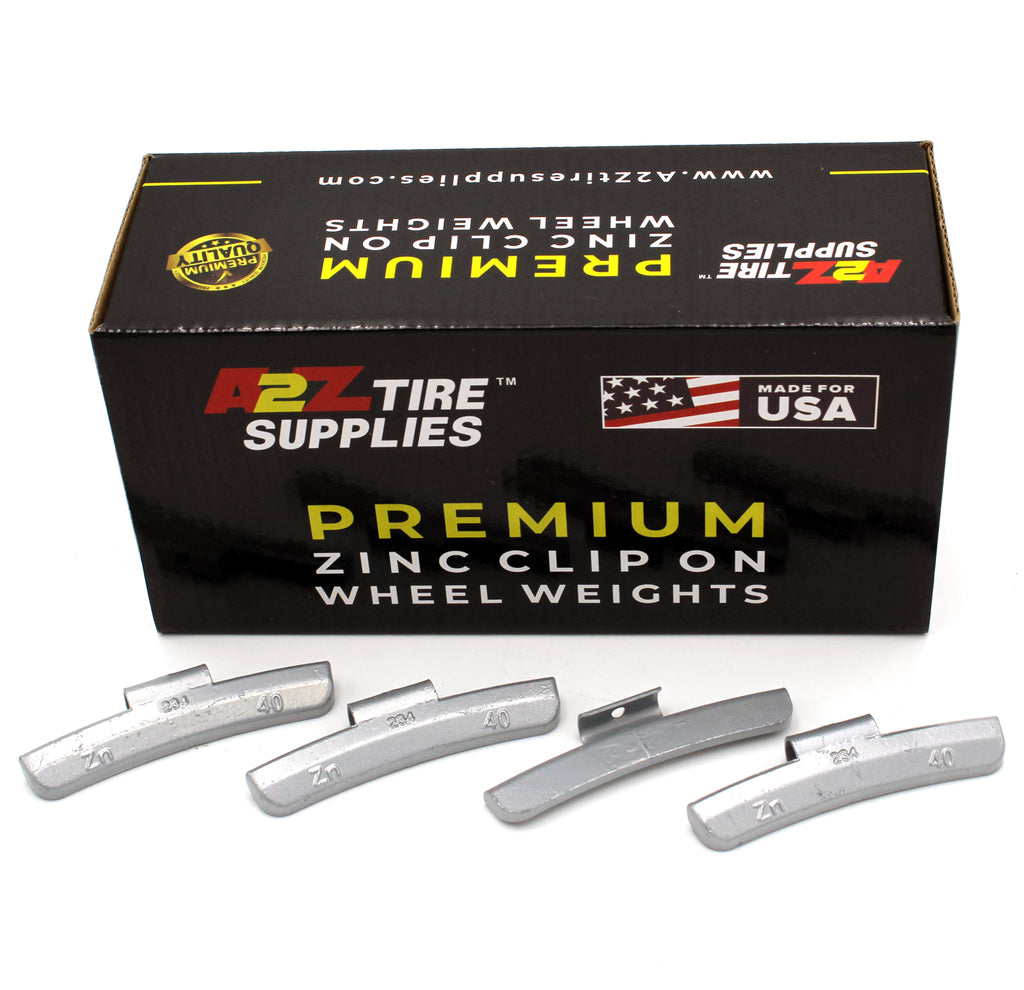 www.A2Ztiresupplies.com
A2Z TIRE™
SUPPLIES
PREMIUM
ZINC CLIP ON
WHEEL WEIGHTS
PREMIUM
QUALITY
A2Z TIRE™
SUPPLIES
MADE FOR
USA
PREMIUM
ZINC CLIP ON
WHEEL WEIGHTS
Zn 234 40
Zn 234 40
Zn 234 40